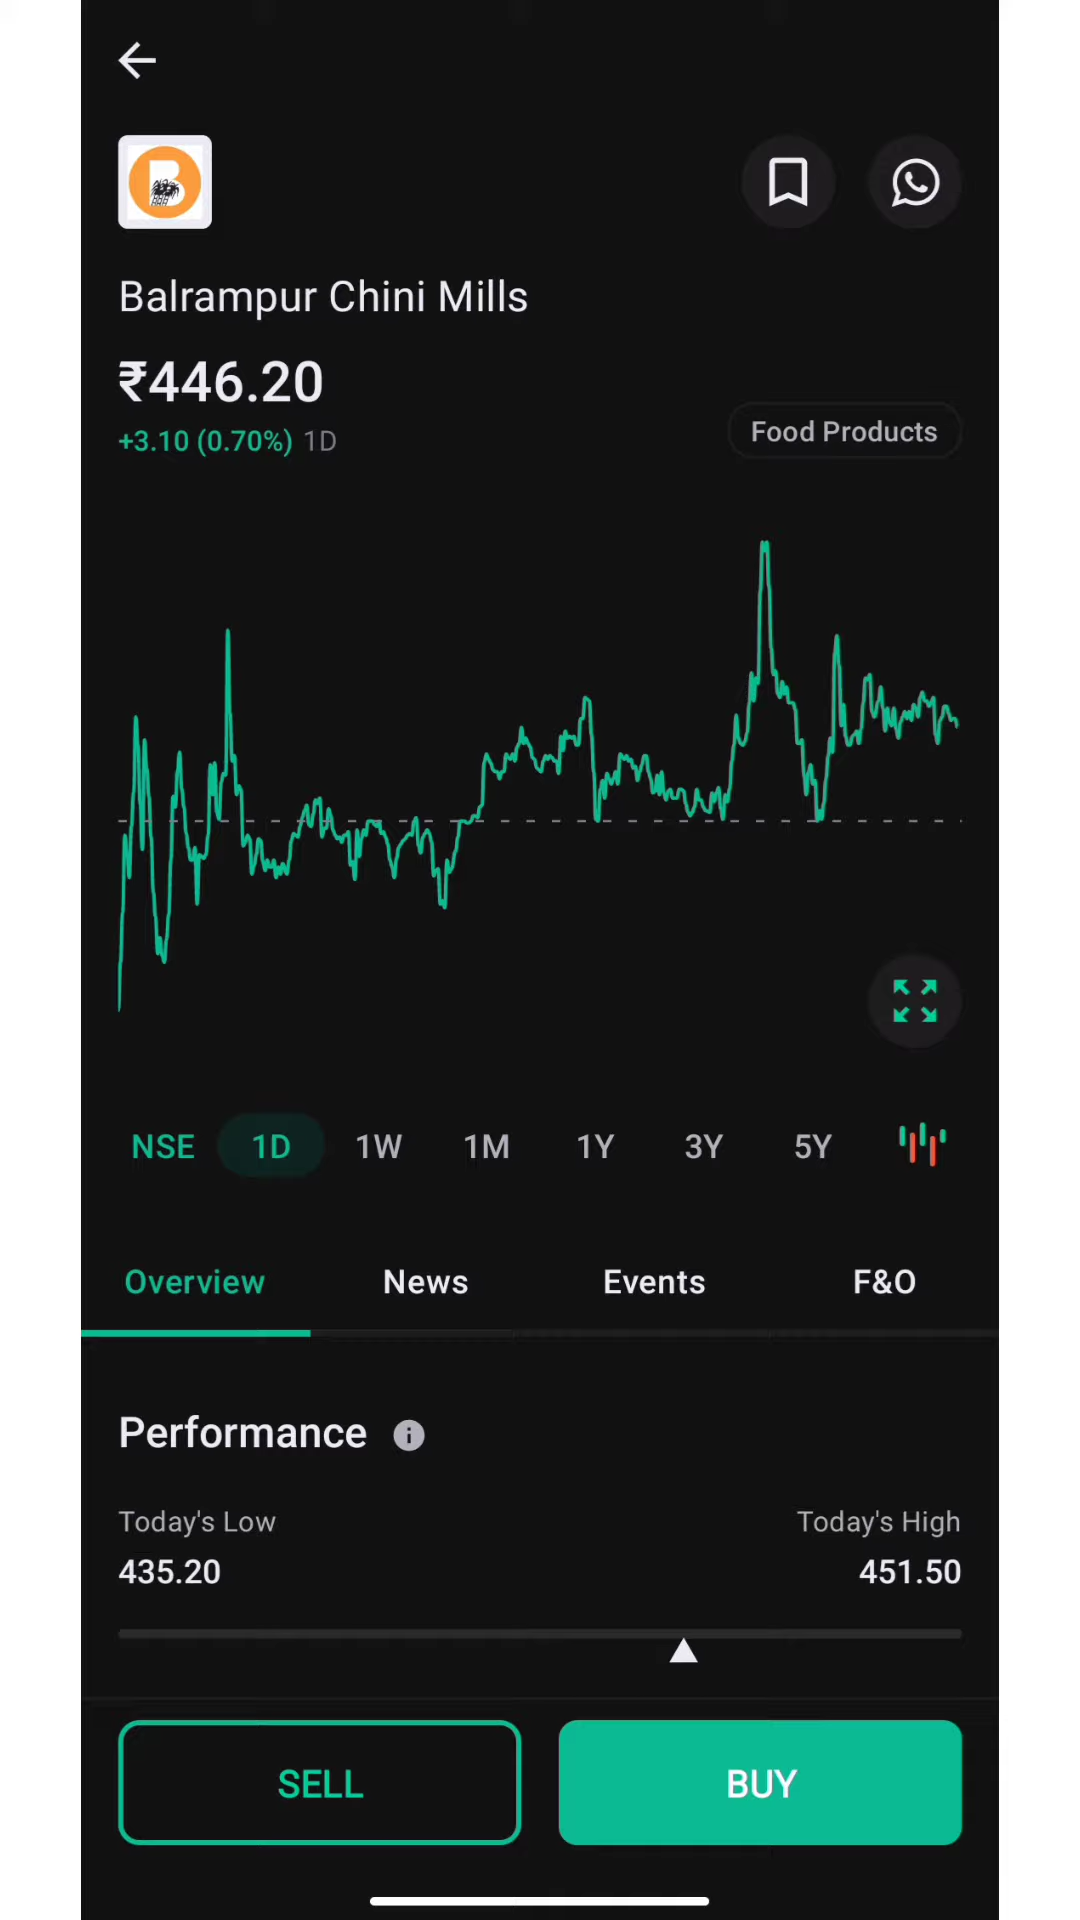 B
Balrampur Chini Mills
₹446.20
+3.10 (0.70%) 1D
Food Products
NSE 1D 1W 1M 1Y 3Y 5Y
Overview News Events F&O
Performance
Today's Low Today's High
435.20 451.50
SELL BUY